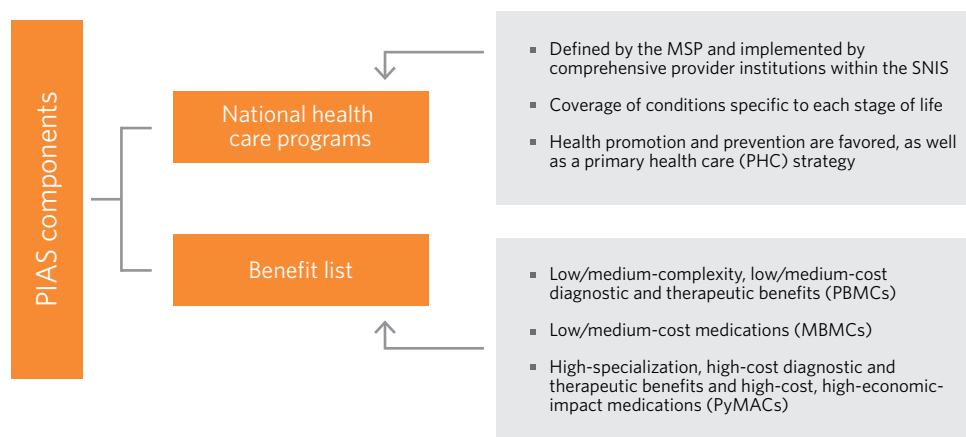 PIAS components
National health
care programs
Defined by the MSP and implemented by
comprehensive provider institutions within the SNIS
Coverage of conditions specific to each stage of life
Health promotion and prevention are favored, as well
as a primary health care (PHC) strategy
Benefit list
Low/medium-complexity, low/medium-cost
diagnostic and therapeutic benefits (PBMCs)
Low/medium-cost medications (MBMCs)
High-specialization, high-cost diagnostic and
therapeutic benefits and high-cost, high-economic-
impact medications (PyMACs)